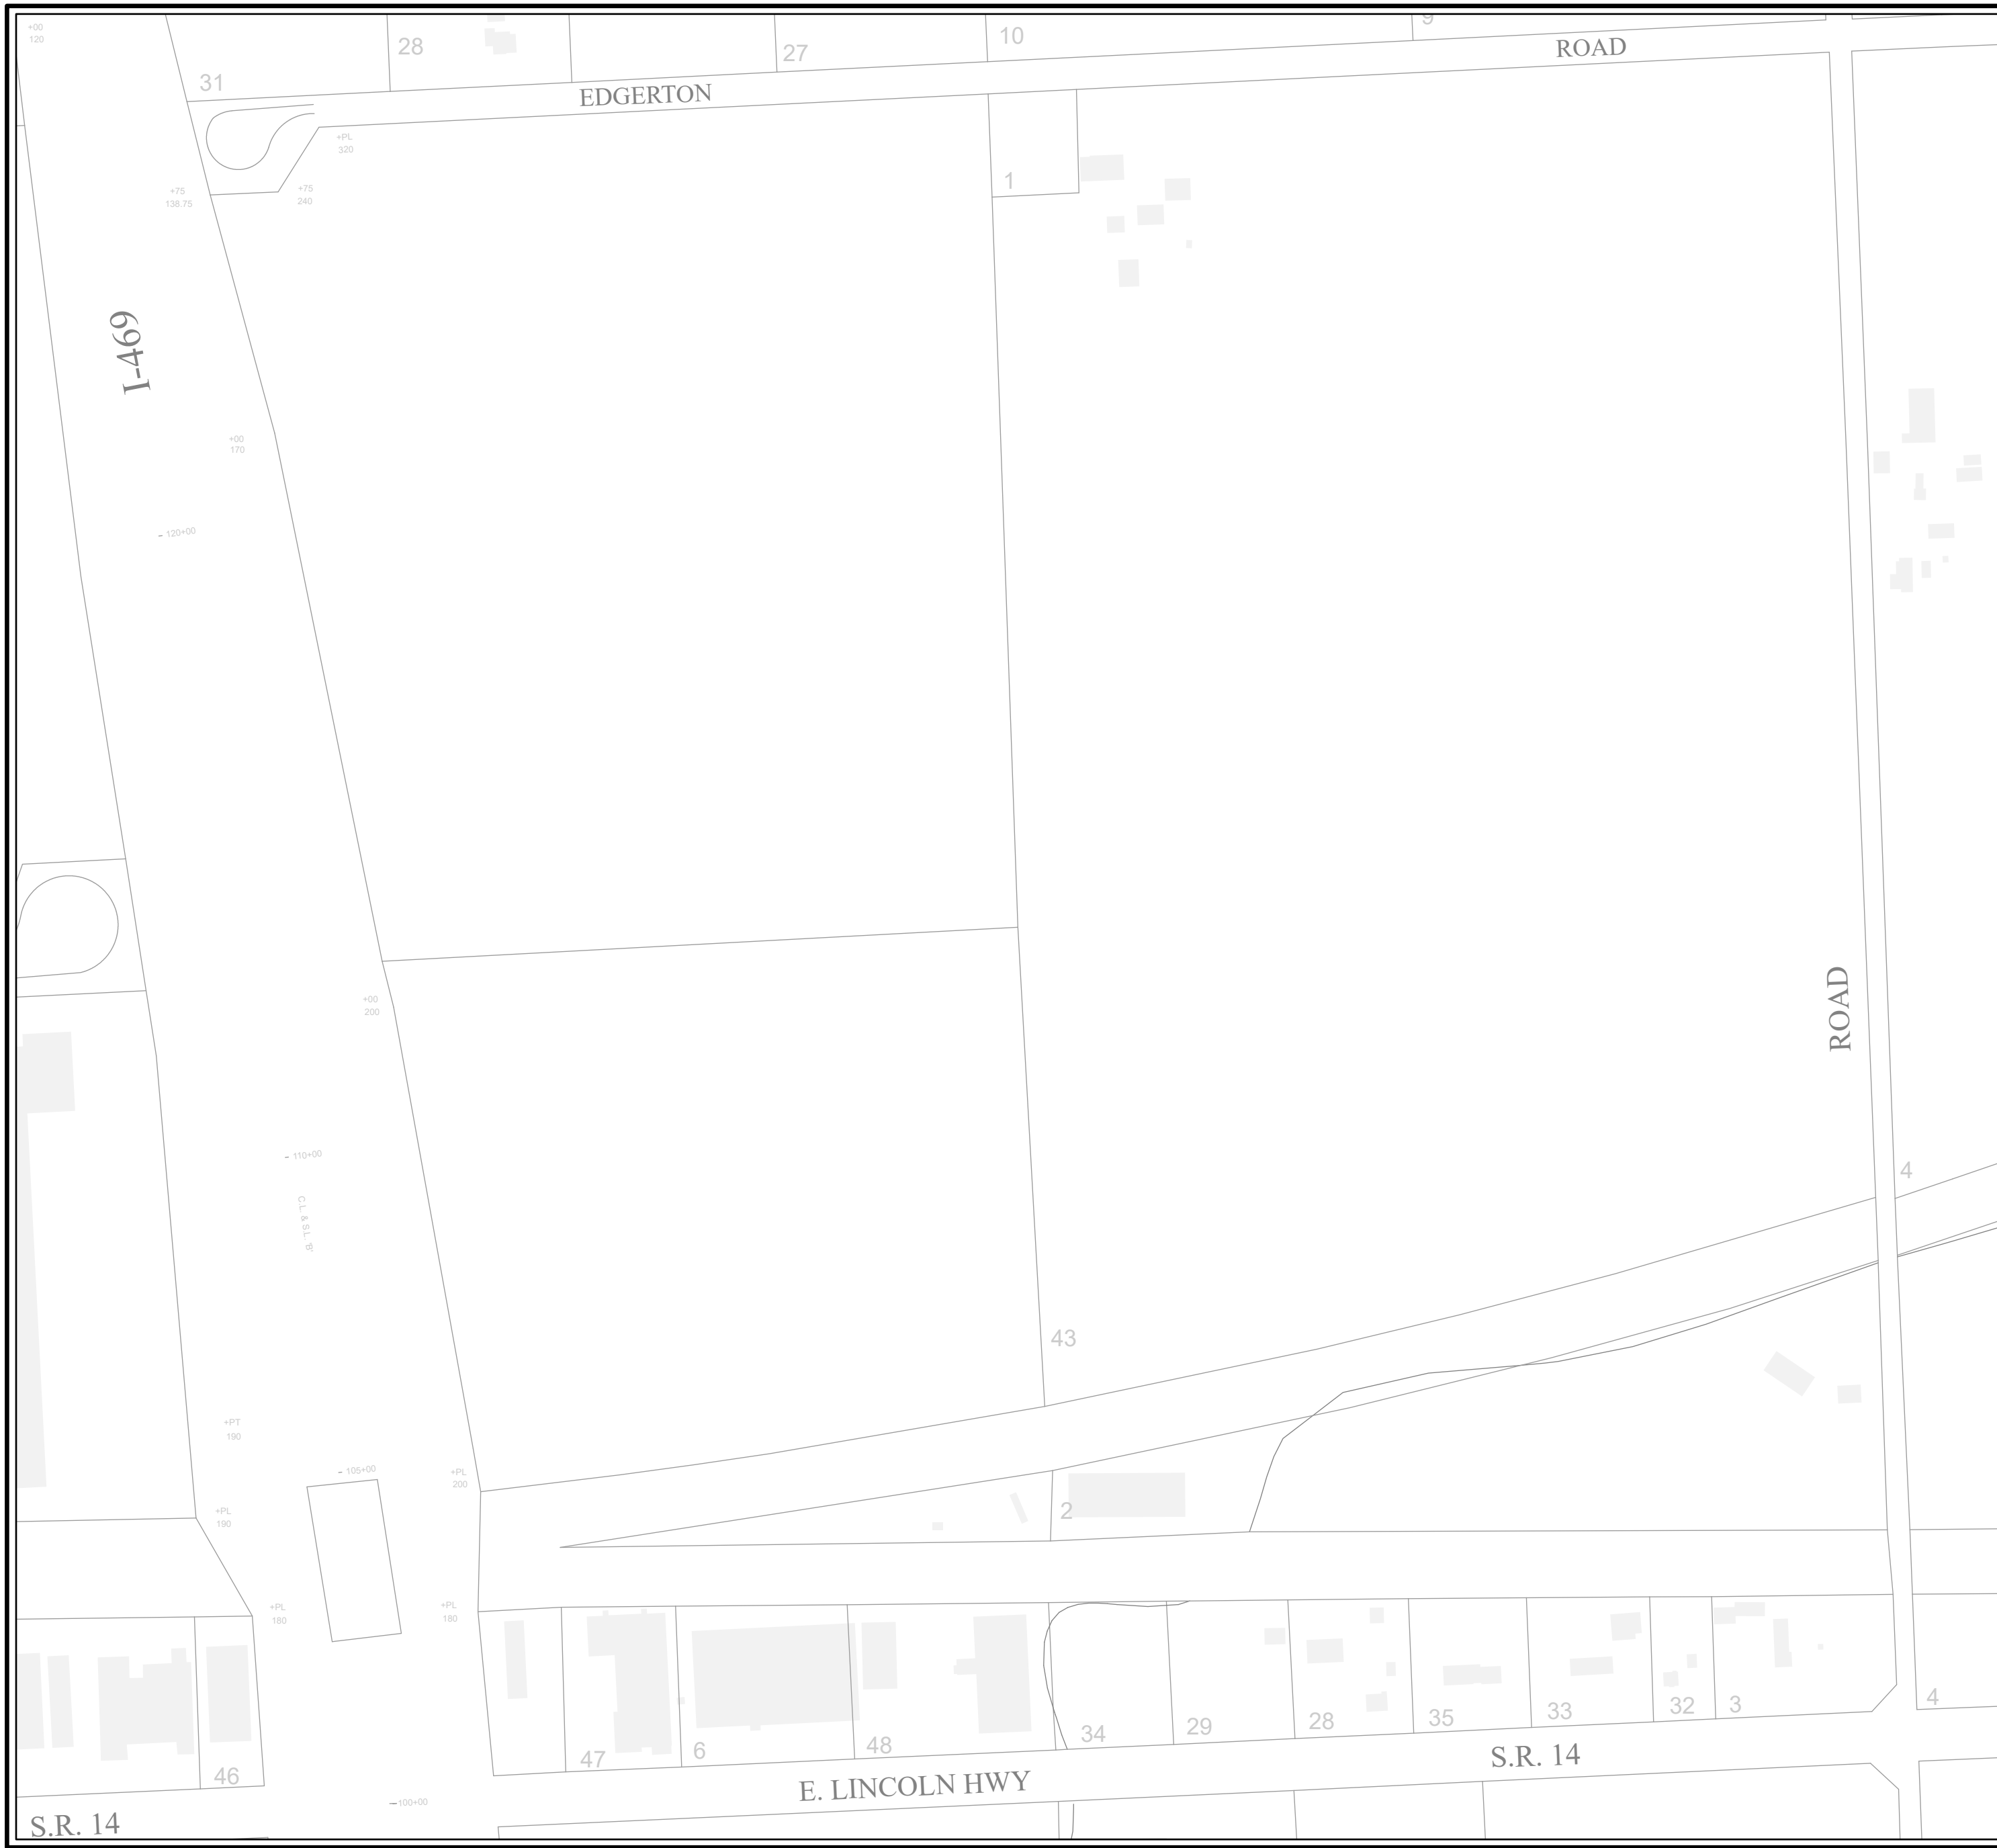 +00
120
28
27
10
9
ROAD
31
EDGERTON
+PL
320
+75
138.75
+75
240
1
I-469
+00
170
- 120+00
+00
200
ROAD
- 110+00
C.L. & S.L. 'B'
4
43
+PT
190
- 105+00
+PL
200
+PL
190
2
+PL
180
+PL
180
46
47
6
48
34
29
28
35
33
32
3
4
S.R. 14
E. LINCOLN HWY
-100+00
S.R. 14